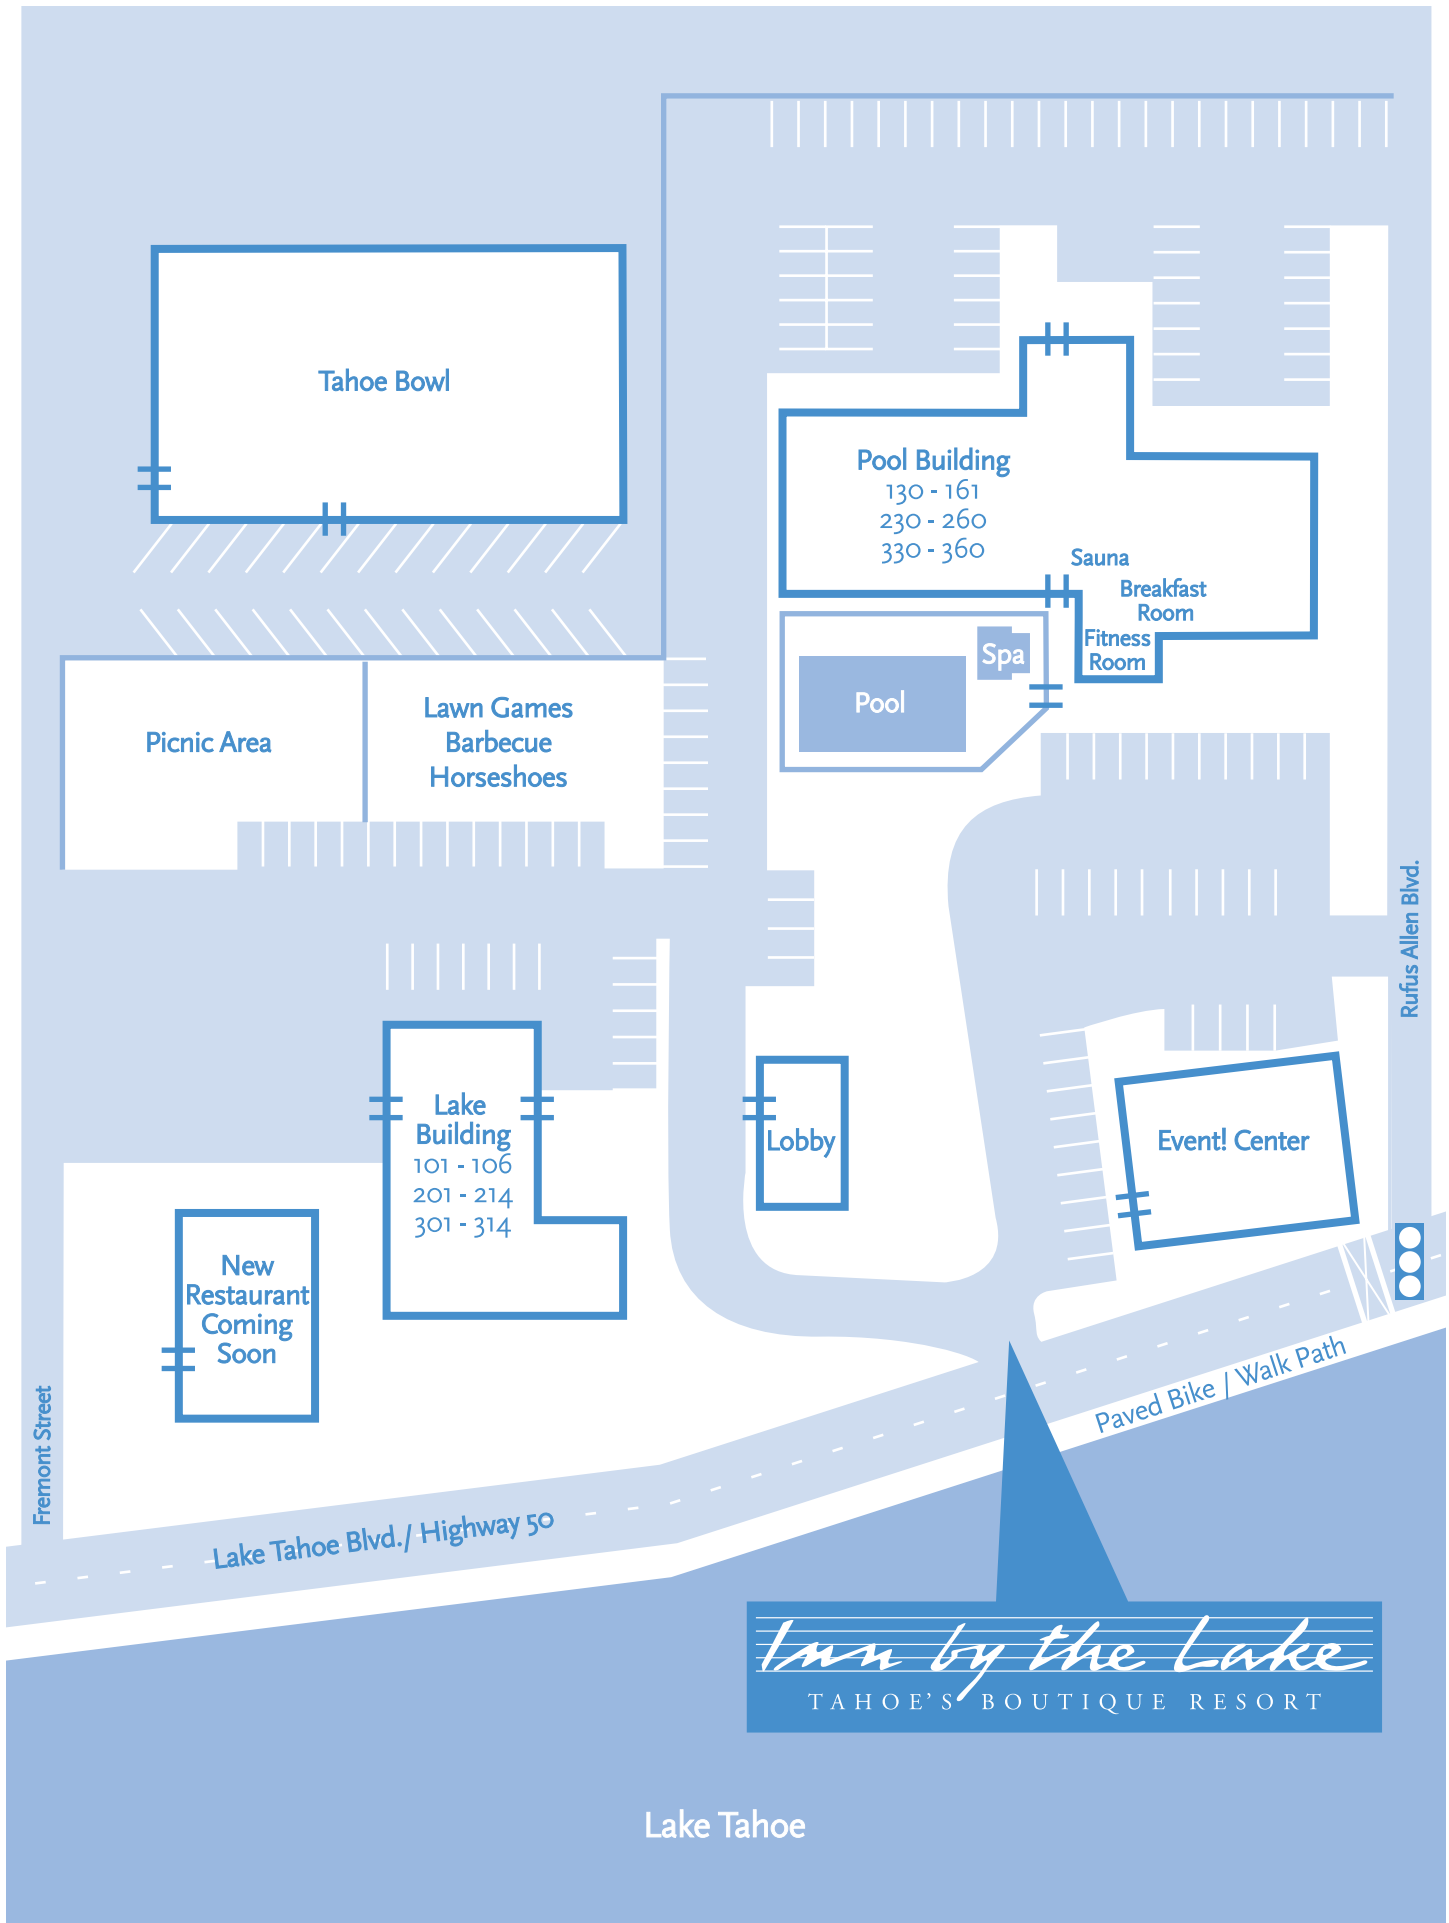 Tahoe Bowl
Pool Building
130 - 161
230 - 260
330 - 360
Sauna
Breakfast
Room
Fitness
Room
Spa
Pool
Picnic Area
Lawn Games
Barbecue
Horseshoes
Rufus Allen Blvd.
Lake
Building
101 - 106
201 - 214
301 - 314
Lobby
Event! Center
New
Restaurant
Coming
Soon
Fremont Street
Paved Bike / Walk Path
Lake Tahoe Blvd./ Highway 50
Inn by the Lake
TAHOE'S BOUTIQUE RESORT
Lake Tahoe